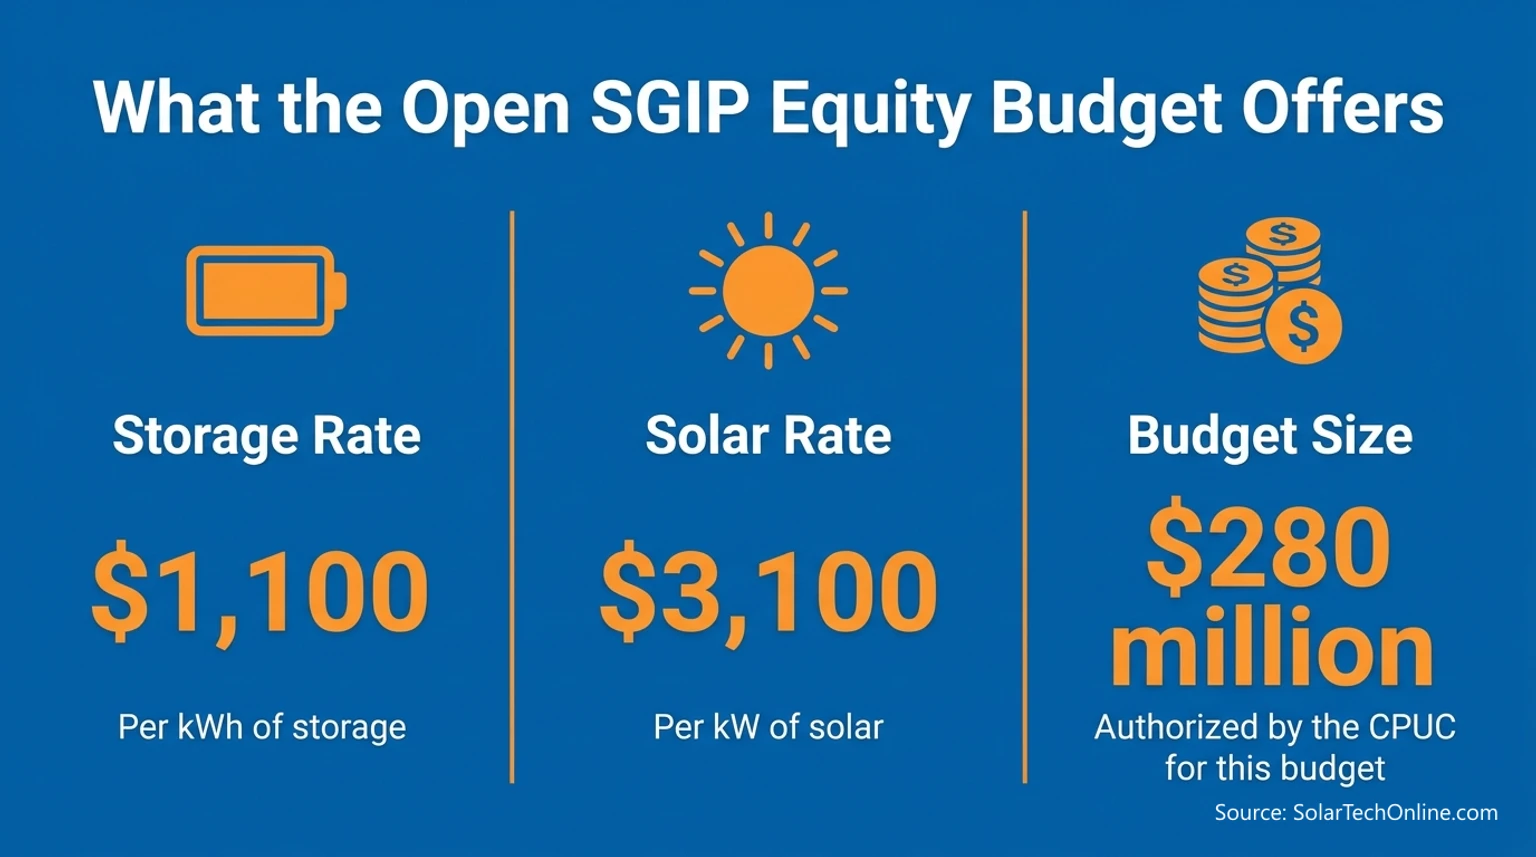 What the Open SGIP Equity Budget Offers
Storage Rate
$1,100
Per kWh of storage
Solar Rate
$3,100
Per kW of solar
Budget Size
$280
million
Authorized by the CPUC
for this budget
Source: SolarTechOnline.com